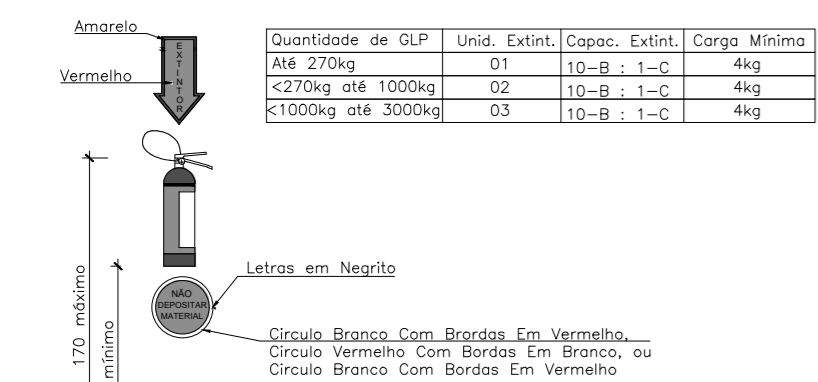 Amarelo
Vermelho
EXTINTOR
Quantidade de GLP Unid. Extint. Capac. Extint. Carga Mínima
Até 270kg 01 10-B : 1-C 4kg
<270kg até 1000kg 02 10-B : 1-C 4kg
<1000kg até 3000kg 03 10-B : 1-C 4kg
170 máximo
mínimo
Letras em Negrito
NÃO
DEPOSITAR
MATERIAL
Circulo Branco Com Brordas Em Vermelho,
Circulo Vermelho Com Bordas Em Branco, ou
Circulo Branco Com Bordas Em Vermelho